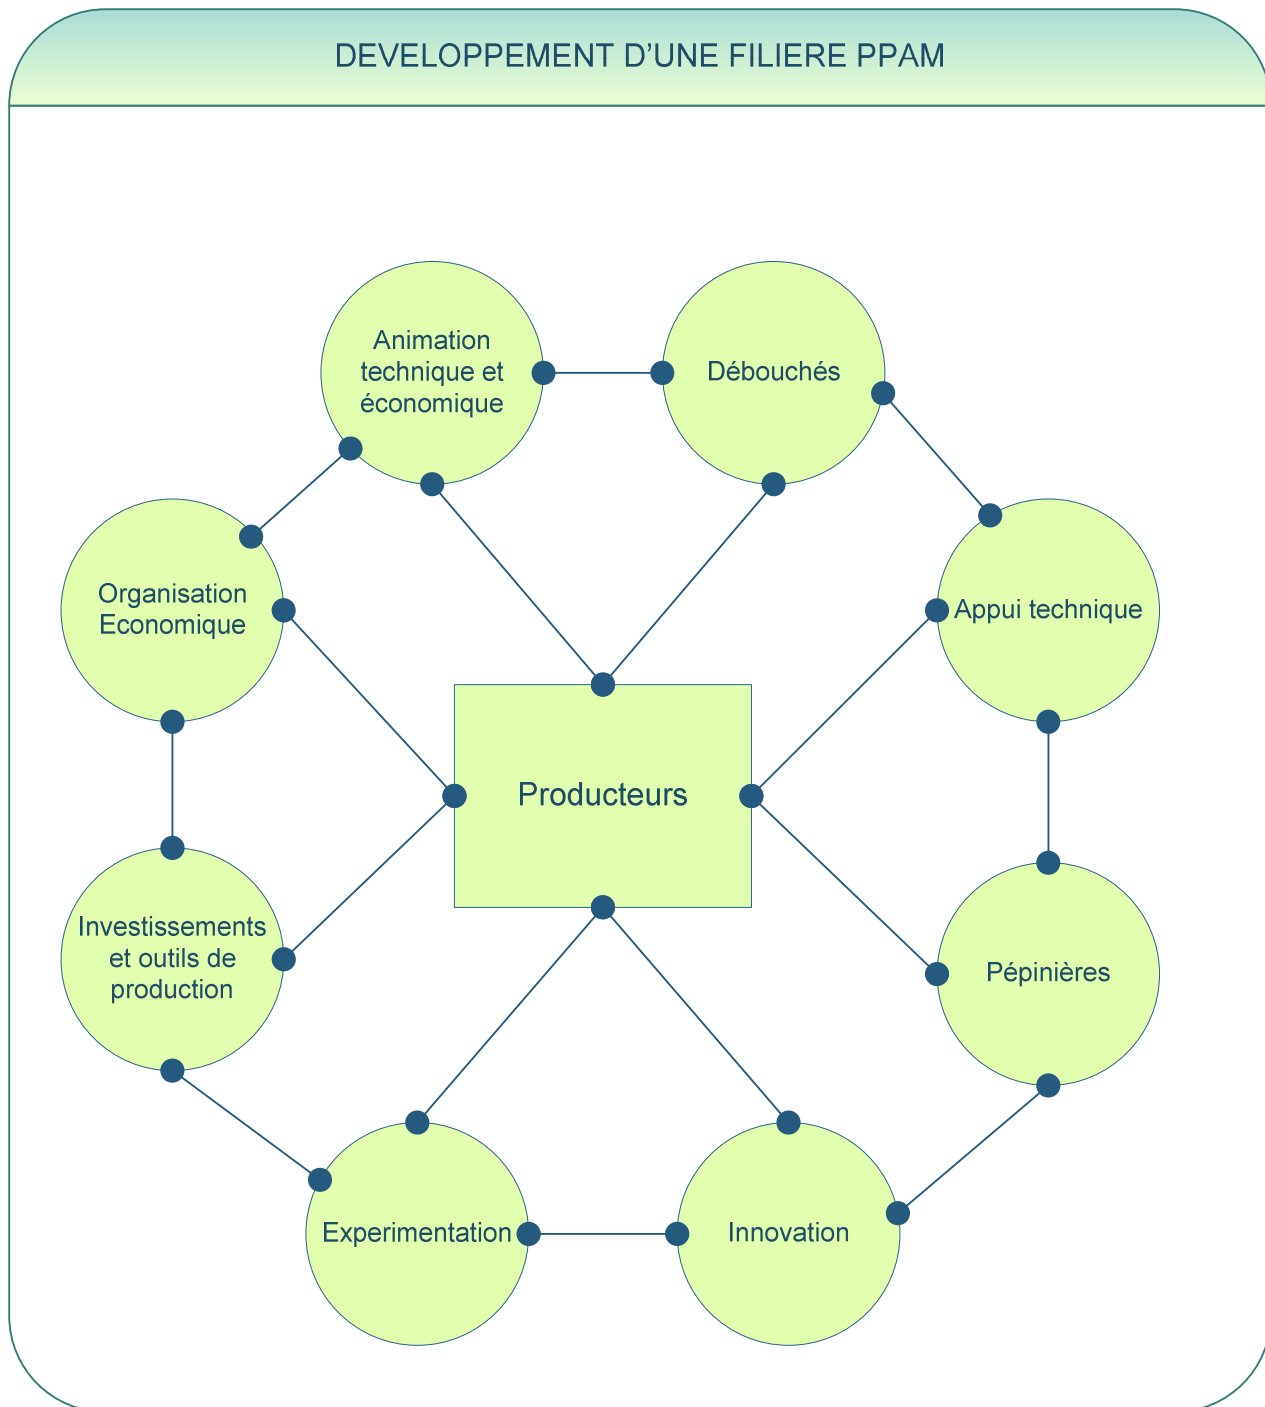 DEVELOPPEMENT D’UNE FILIERE PPAM
Animation
technique et
économique
Débouchés
Organisation
Economique
Appui technique
Producteurs
Investissements
et outils de
production
Pépinières
Experimentation
Innovation